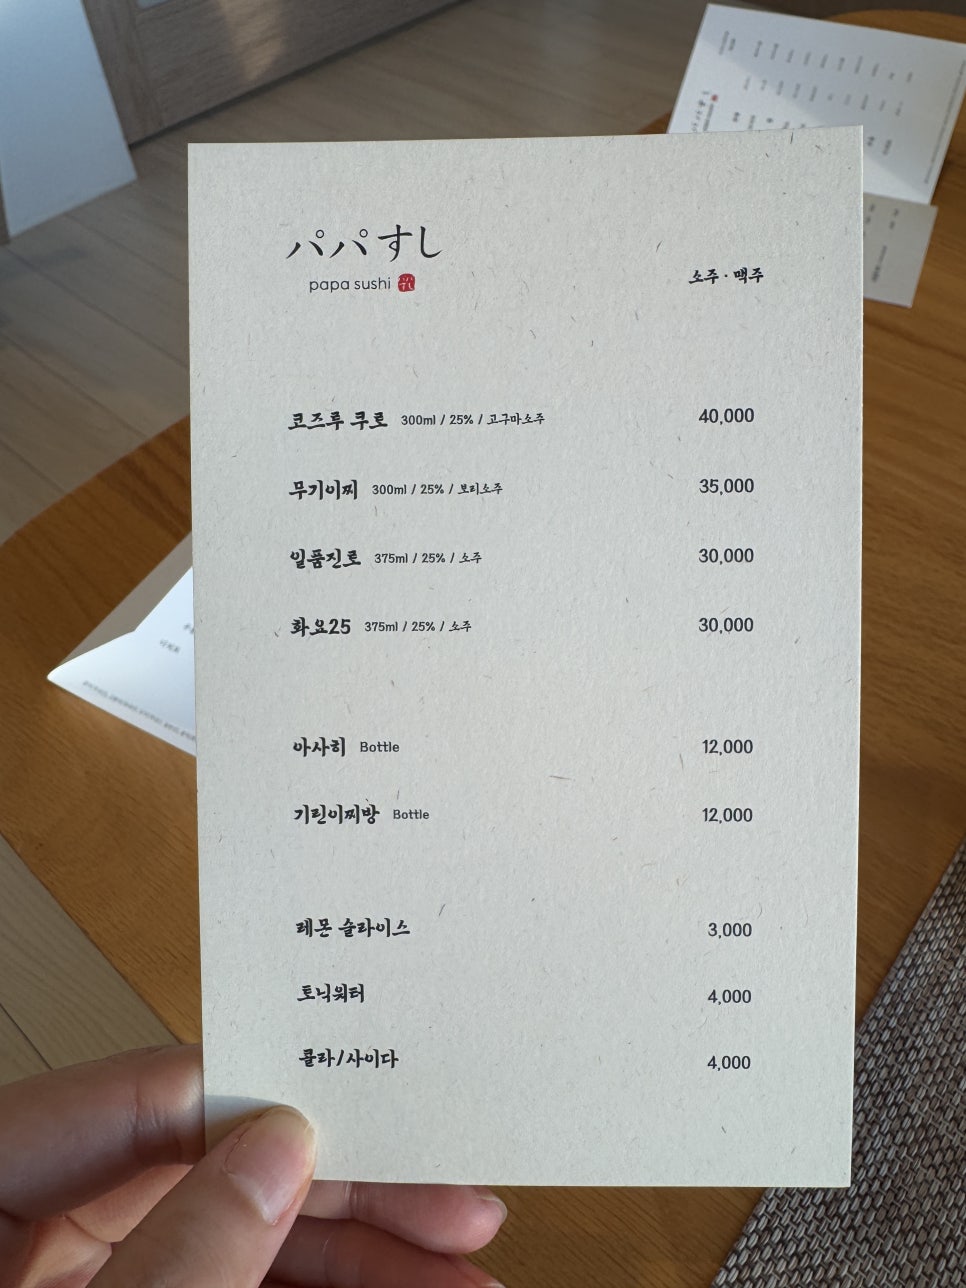 パパすし
papa sushi
소주 · 맥주
코즈루 쿠로 300ml / 25% / 고구마소주 40,000
무기이찌 300ml / 25% / 보리소주 35,000
일품진로 375ml / 25% / 소주 30,000
화요25 375ml / 25% / 소주 30,000
아사히 Bottle 12,000
기린이찌방 Bottle 12,000
레몬 슬라이스 3,000
토닉워터 4,000
콜라/사이다 4,000